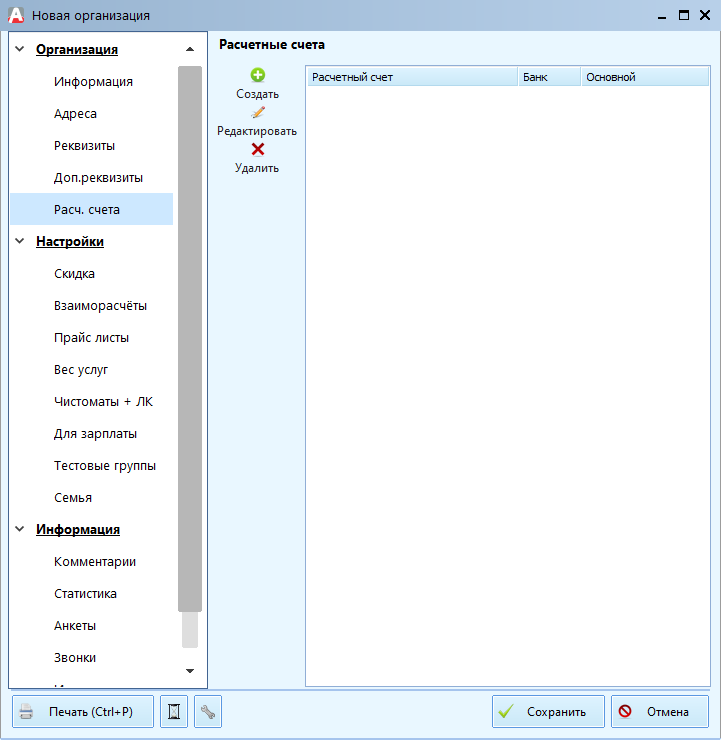 Новая организация
Организация
Информация
Адреса
Реквизиты
Доп.реквизиты
Расч. счета
Настройки
Скидка
Взаиморасчёты
Прайс листы
Вес услуг
Чистоматы + ЛК
Для зарплаты
Тестовые группы
Семья
Информация
Комментарии
Статистика
Анкеты
Звонки
Расчетные счета
Создать
Редактировать
Удалить
Расчетный счет Банк Основной
Печать (Ctrl+P) Сохранить Отмена